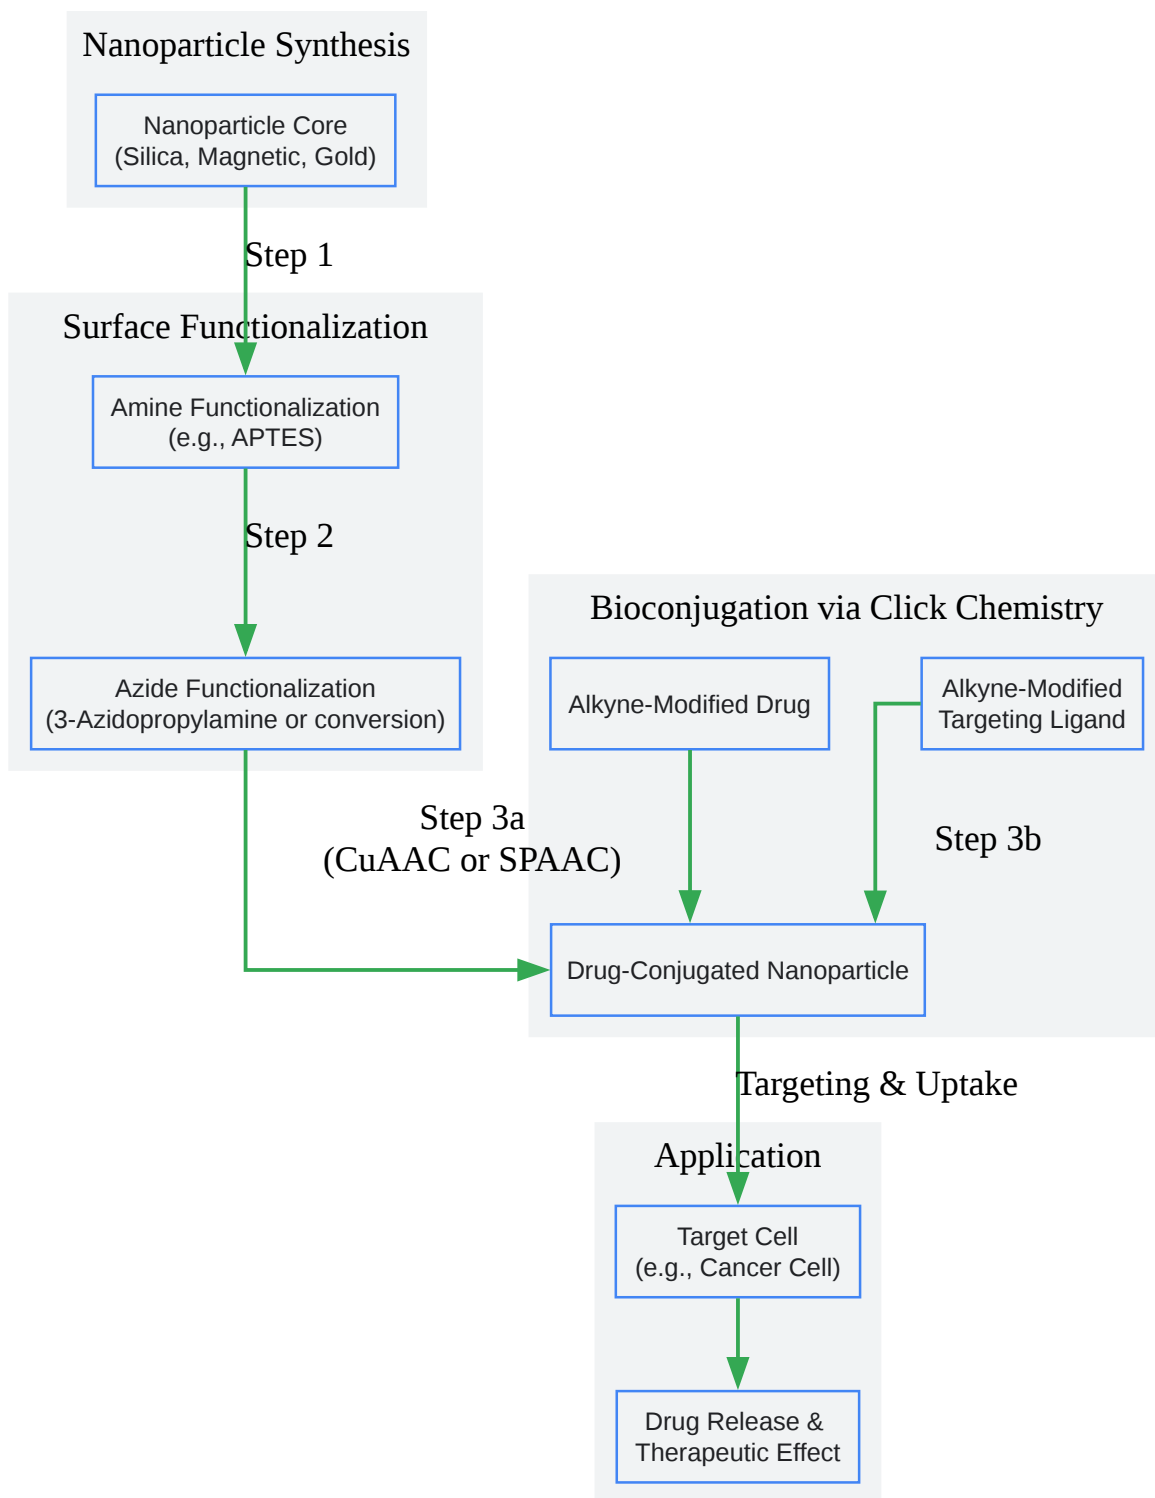 Nanoparticle Synthesis
Nanoparticle Core
(Silica, Magnetic, Gold)
Step 1
Surface Functionalization
Amine Functionalization
(e.g., APTES)
Step 2
Azide Functionalization
(3-Azidopropylamine or conversion)
Bioconjugation via Click Chemistry
Alkyne-Modified Drug
Alkyne-Modified
Targeting Ligand
Step 3a
(CuAAC or SPAAC)
Step 3b
Drug-Conjugated Nanoparticle
Targeting & Uptake
Application
Target Cell
(e.g., Cancer Cell)
Drug Release &
Therapeutic Effect